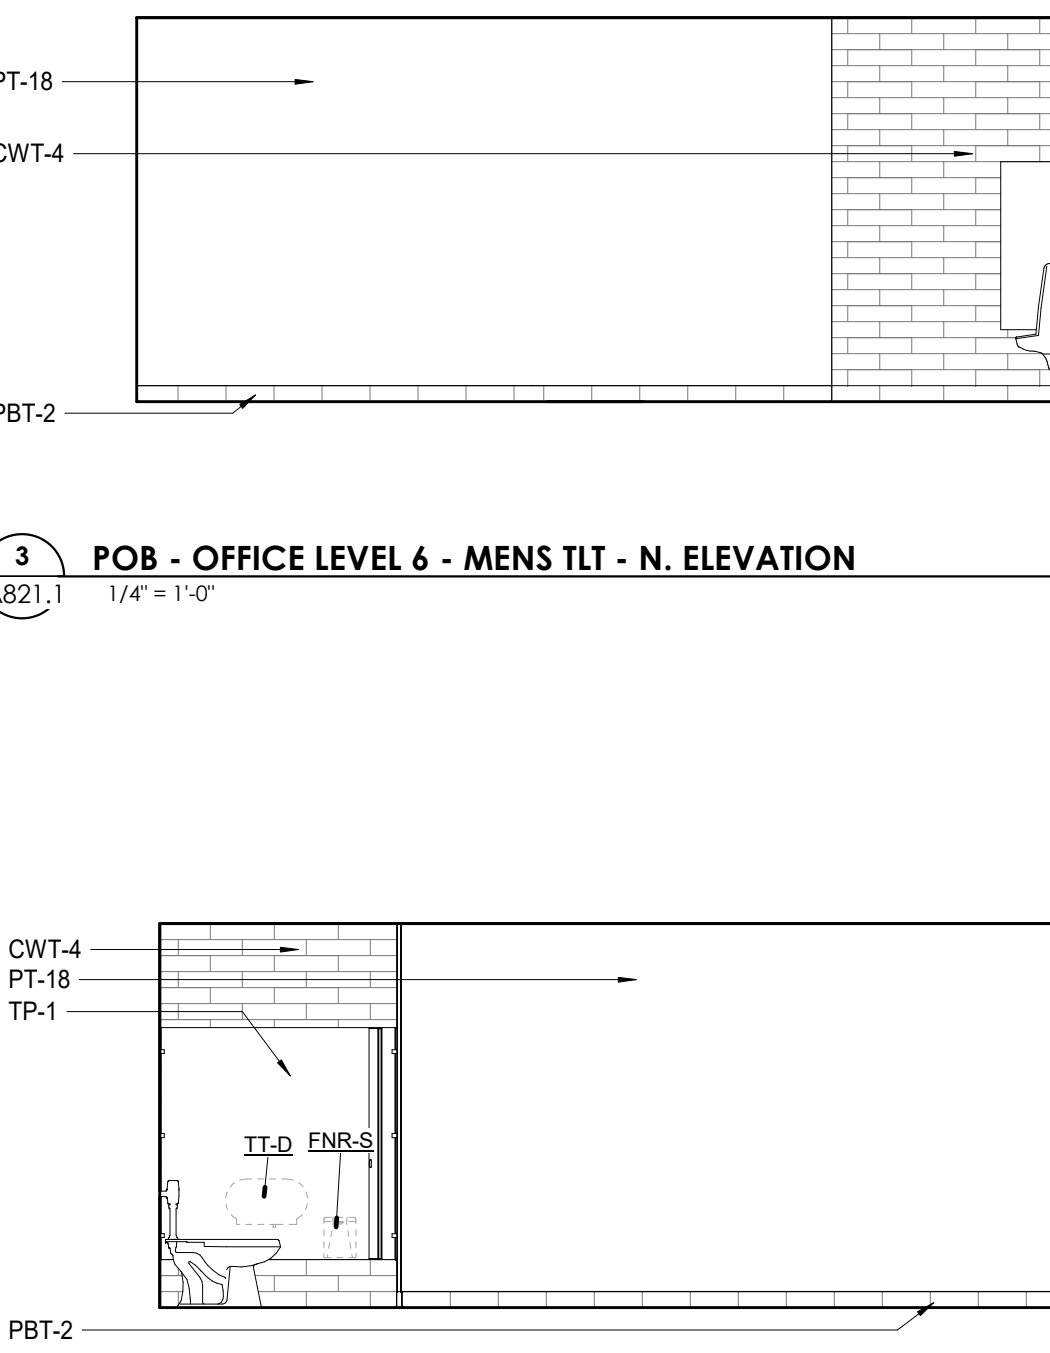 PT-18
CWT-4
PBT-2
3
POB - OFFICE LEVEL 6 - MENS TLT - N. ELEVATION
A821.1
1/4" = 1'-0"
CWT-4
PT-18
TP-1
TT-D
FNR-S
PBT-2